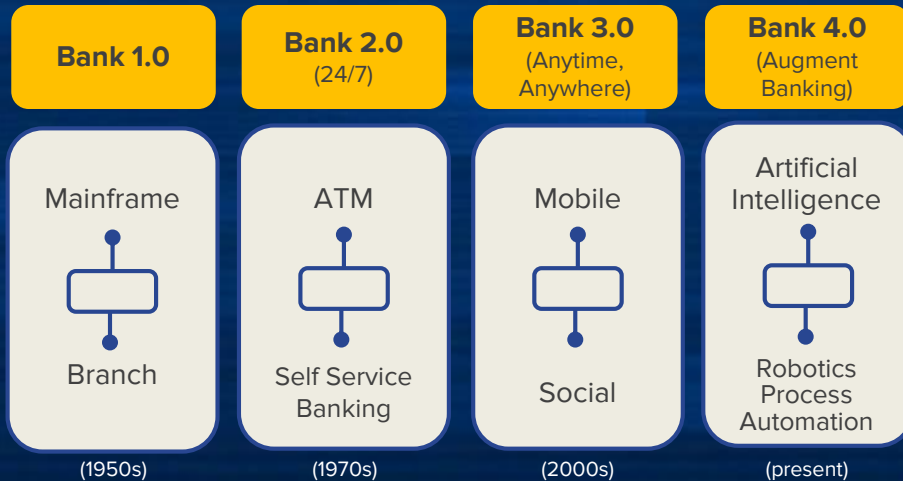 Bank 1.0
Bank 2.0
(24/7)
Bank 3.0
(Anytime,
Anywhere)
Bank 4.0
(Augment
Banking)
Mainframe
Branch
(1950s)
ATM
Self Service
Banking
(1970s)
Mobile
Social
(2000s)
Artificial
Intelligence
Robotics
Process
Automation
(present)